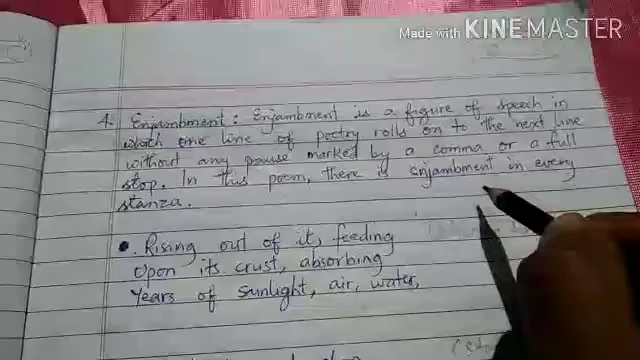 Made with KINEMASTER
4. Enjambment: Enjambment is a figure of speech in
which one line of poetry rolls on to the next line
without any pause marked by a comma or a full
stop. In this poem, there is enjambment in every
stanza.
• Rising out of it, feeding
Upon its crust, absorbing
Years of sunlight, air, water,